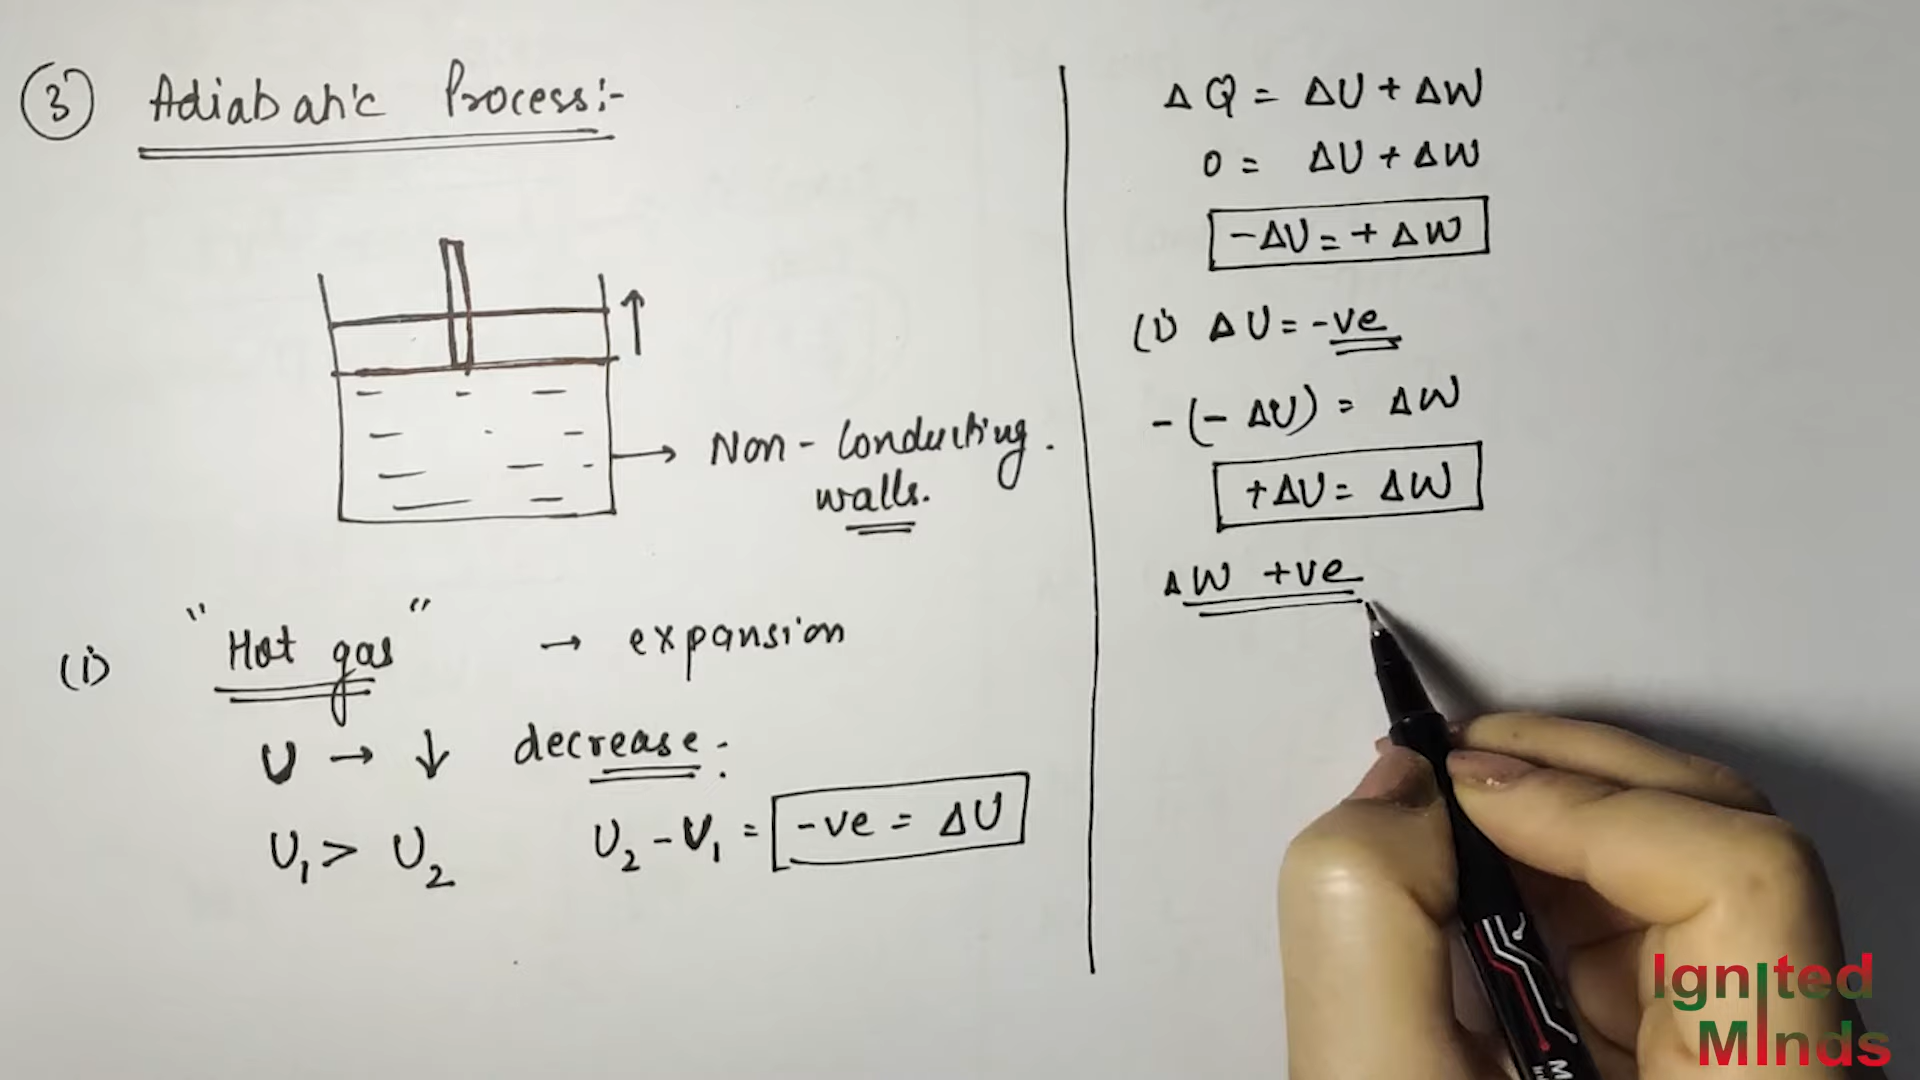 ③ Adiabatic Process:-
Non-Conducting.
walls.
(i) "Hot gas" → expansion
U → ↓ decrease:
U₁ > U₂ U₂ - U₁ = -ve = ΔU
ΔQ = ΔU + ΔW
0 = ΔU + ΔW
-ΔU = + ΔW
(i) ΔU = -ve
-(- ΔU) = ΔW
+ΔU = ΔW
ΔW +ve
Ignited
Minds